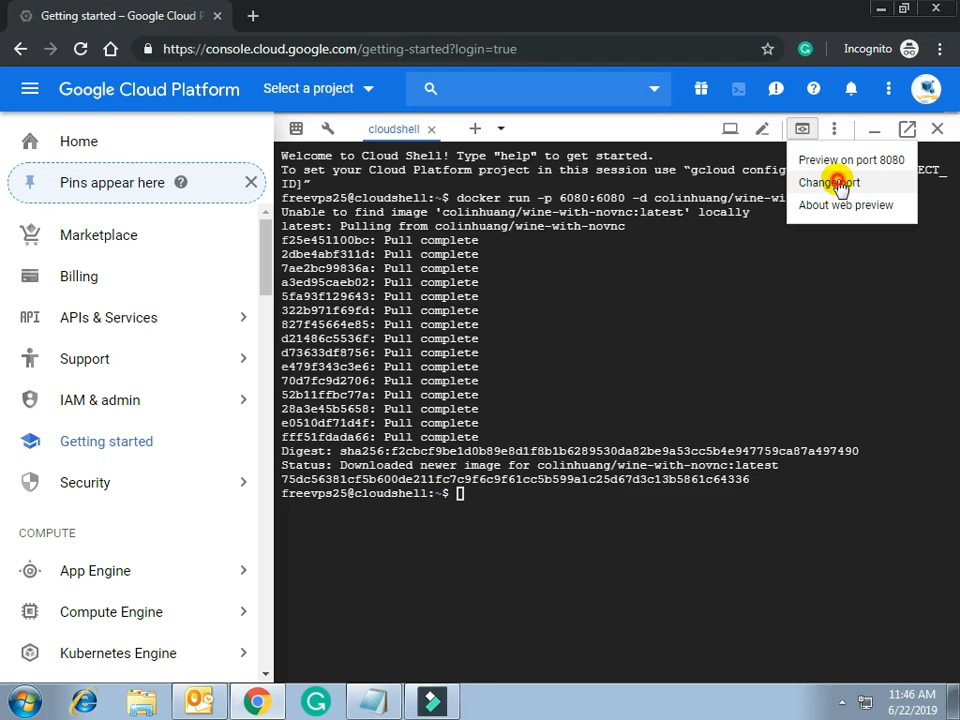 Getting started – Google Cloud P
https://console.cloud.google.com/getting-started?login=true
Incognito
Google Cloud Platform
Select a project
Home
Pins appear here
Marketplace
Billing
API
APIs & Services
Support
IAM & admin
Getting started
Security
COMPUTE
App Engine
Compute Engine
Kubernetes Engine
cloudshell
Preview on port 8080
About web preview
Welcome to Cloud Shell! Type "help" to get started.
To set your Cloud Platform project in this session use “gcloud config
ID]”
freevps25@cloudshell:~$ docker run -p 6080:6080 -d colinhuang/wine-wi
Unable to find image 'colinhuang/wine-with-novnc:latest' locally
latest: Pulling from colinhuang/wine-with-novnc
f25e451100bc: Pull complete
2dbe4abf311d: Pull complete
7ae2bc99836a: Pull complete
a3ed95caeb02: Pull complete
5fa93f129643: Pull complete
322b971f69fd: Pull complete
827f45664e85: Pull complete
d21486c5536f: Pull complete
d73633df8756: Pull complete
e479f343c3e6: Pull complete
70d7fc9d2706: Pull complete
52b11ffbc77a: Pull complete
28a3e45b5658: Pull complete
e0510df71d4f: Pull complete
fff51fdada66: Pull complete
Digest: sha256:f2cbcf9be1d0b89e8d1f8b1b6289530da82be9a53cc5b4e947759ca87a497490
Status: Downloaded newer image for colinhuang/wine-with-novnc:latest
75dc56381cf5b600de211fc7c9f6c9f61cc5b599a1c25d67d3c13b5861c64336
freevps25@cloudshell:~$
11:46 AM
6/22/2019